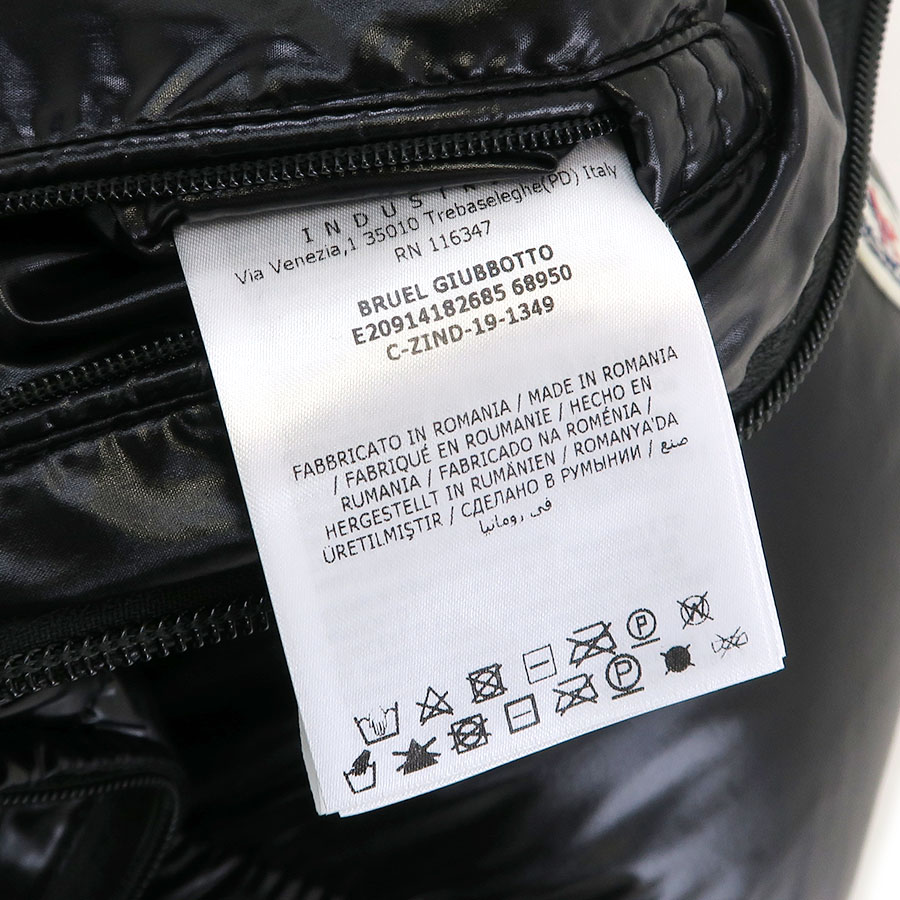 Via Venezia,1 35010 Trebaseleghe(PD) Italy
RN 116347
BRUEL GIUBBOTTO
E20914182685 68950
C-ZIND-19-1349
FABBRICATO IN ROMANIA / MADE IN ROMANIA
/ FABRIQUÉ EN ROUMANIE / HECHO EN
RUMANIA / FABRICADO NA ROMÉNIA /
HERGESTELLT IN RUMÄNIEN / ROMANYA'DA
ÜRETILMIŞTIR / СДЕЛАНО В РУМЫНИИ / صنع
في رومانيا
P
W
P